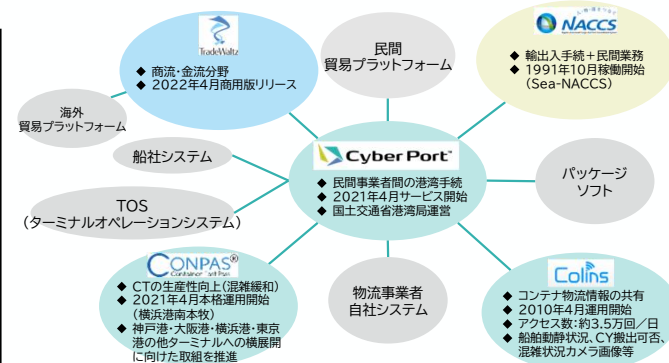 TradeWaltz
◆ 商流・金流分野
◆ 2022年4月商用版リリース
民間
貿易プラットフォーム
NACCS
◆ 輸出入手続+民間業務
◆ 1991年10月稼働開始
(Sea-NACCS)
海外
貿易プラットフォーム
船社システム
Cyber Port™
◆ 民間事業者間の港湾手続
◆ 2021年4月サービス開始
◆ 国土交通省港湾局運営
パッケージ
ソフト
TOS
(ターミナルオペレーションシステム)
CONPAS®
Container Fast Pass
◆ CTの生産性向上(混雑緩和)
◆ 2021年4月本格運用開始
(横浜港南本牧)
◆ 神戸港・大阪港・横浜港・東京
港の他ターミナルへの横展開
に向けた取組を推進
物流事業者
自社システム
Colins
◆ コンテナ物流情報の共有
◆ 2010年4月運用開始
◆ アクセス数:約3.5万回/日
◆ 船舶動静状況、CY搬出可否、
混雑状況カメラ画像等